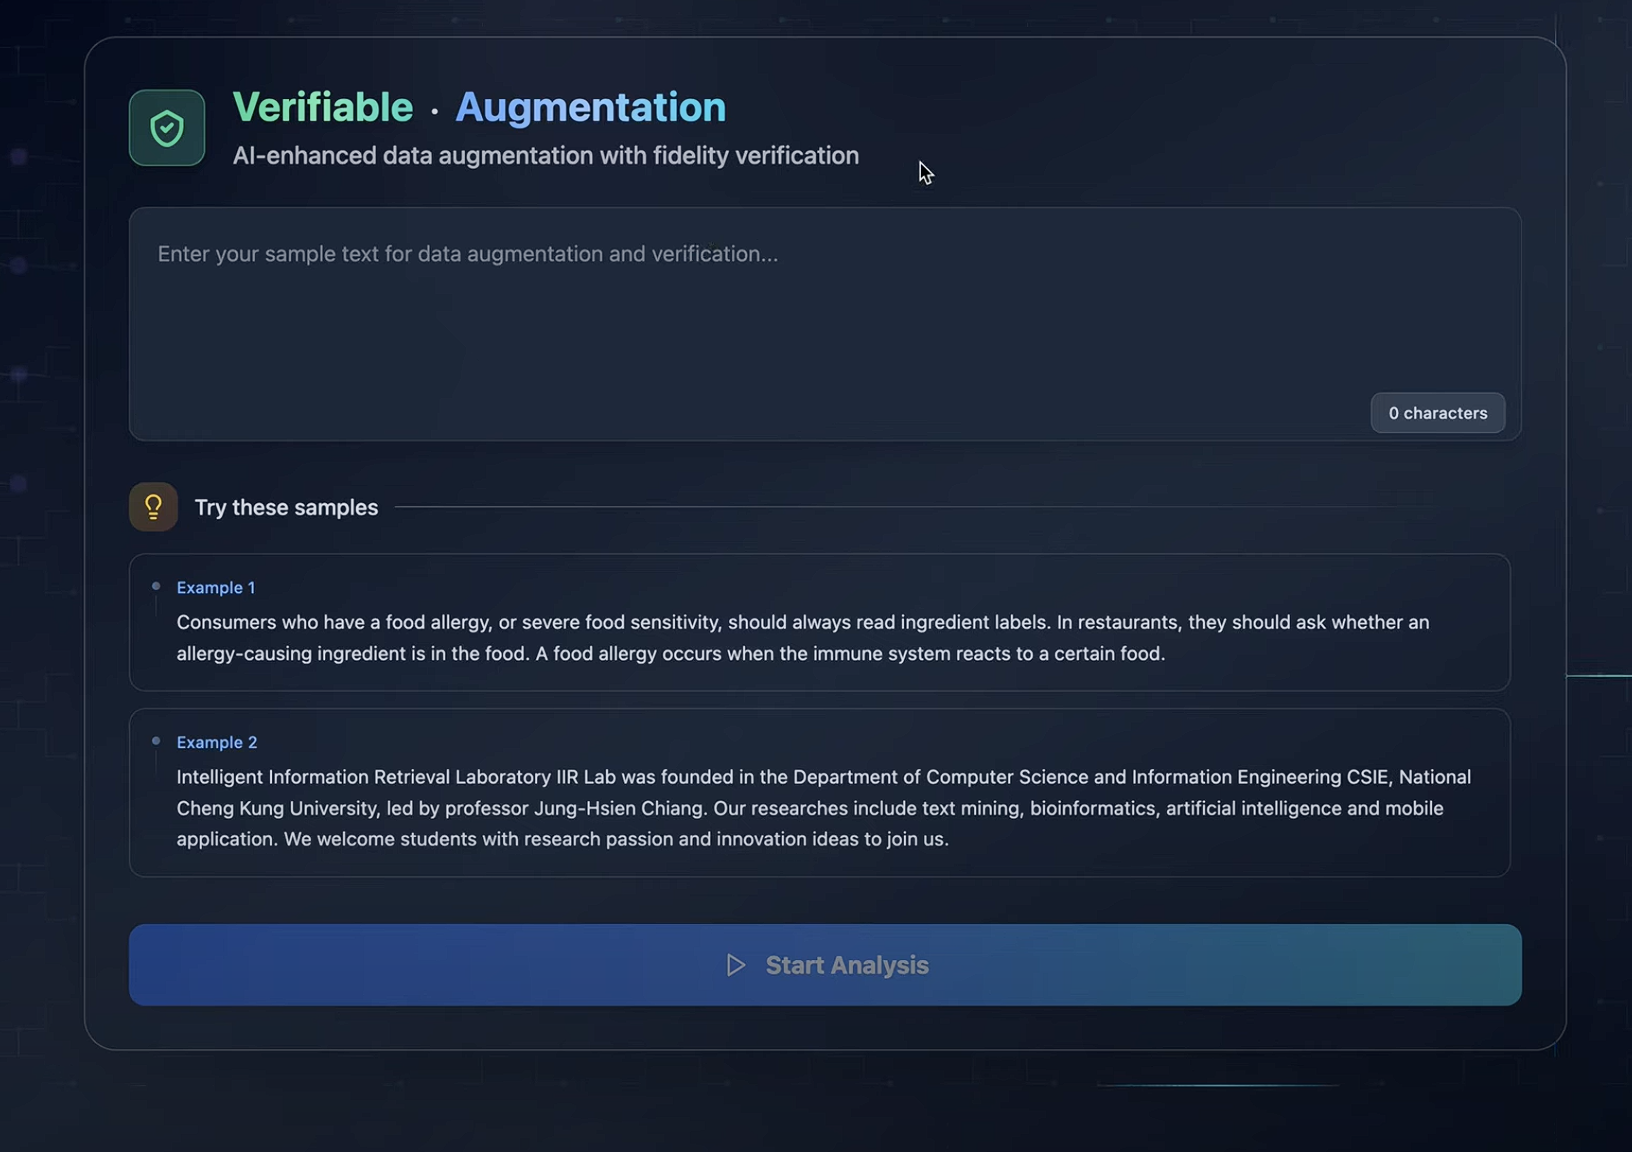 Verifiable · Augmentation
AI-enhanced data augmentation with fidelity verification
Enter your sample text for data augmentation and verification...
0 characters
Try these samples
Example 1
Consumers who have a food allergy, or severe food sensitivity, should always read ingredient labels. In restaurants, they should ask whether an
allergy-causing ingredient is in the food. A food allergy occurs when the immune system reacts to a certain food.
Example 2
Intelligent Information Retrieval Laboratory IIR Lab was founded in the Department of Computer Science and Information Engineering CSIE, National
Cheng Kung University, led by professor Jung-Hsien Chiang. Our researches include text mining, bioinformatics, artificial intelligence and mobile
application. We welcome students with research passion and innovation ideas to join us.
Start Analysis